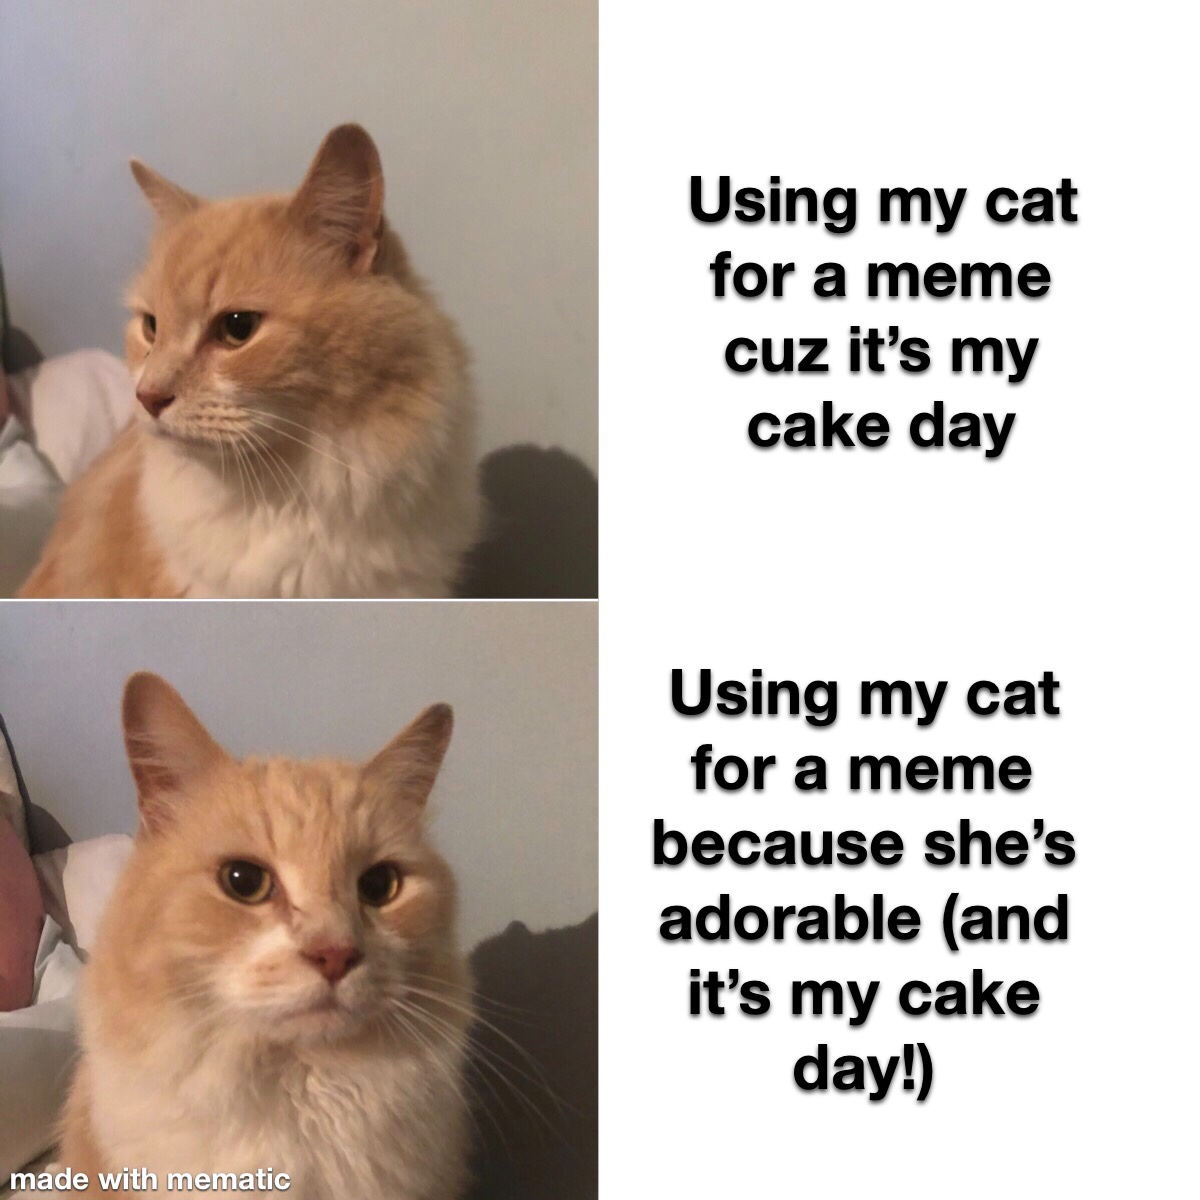 Using my cat
for a meme
cuz it’s my
cake day
Using my cat
for a meme
because she’s
adorable (and
it’s my cake
day!)
made with mematic